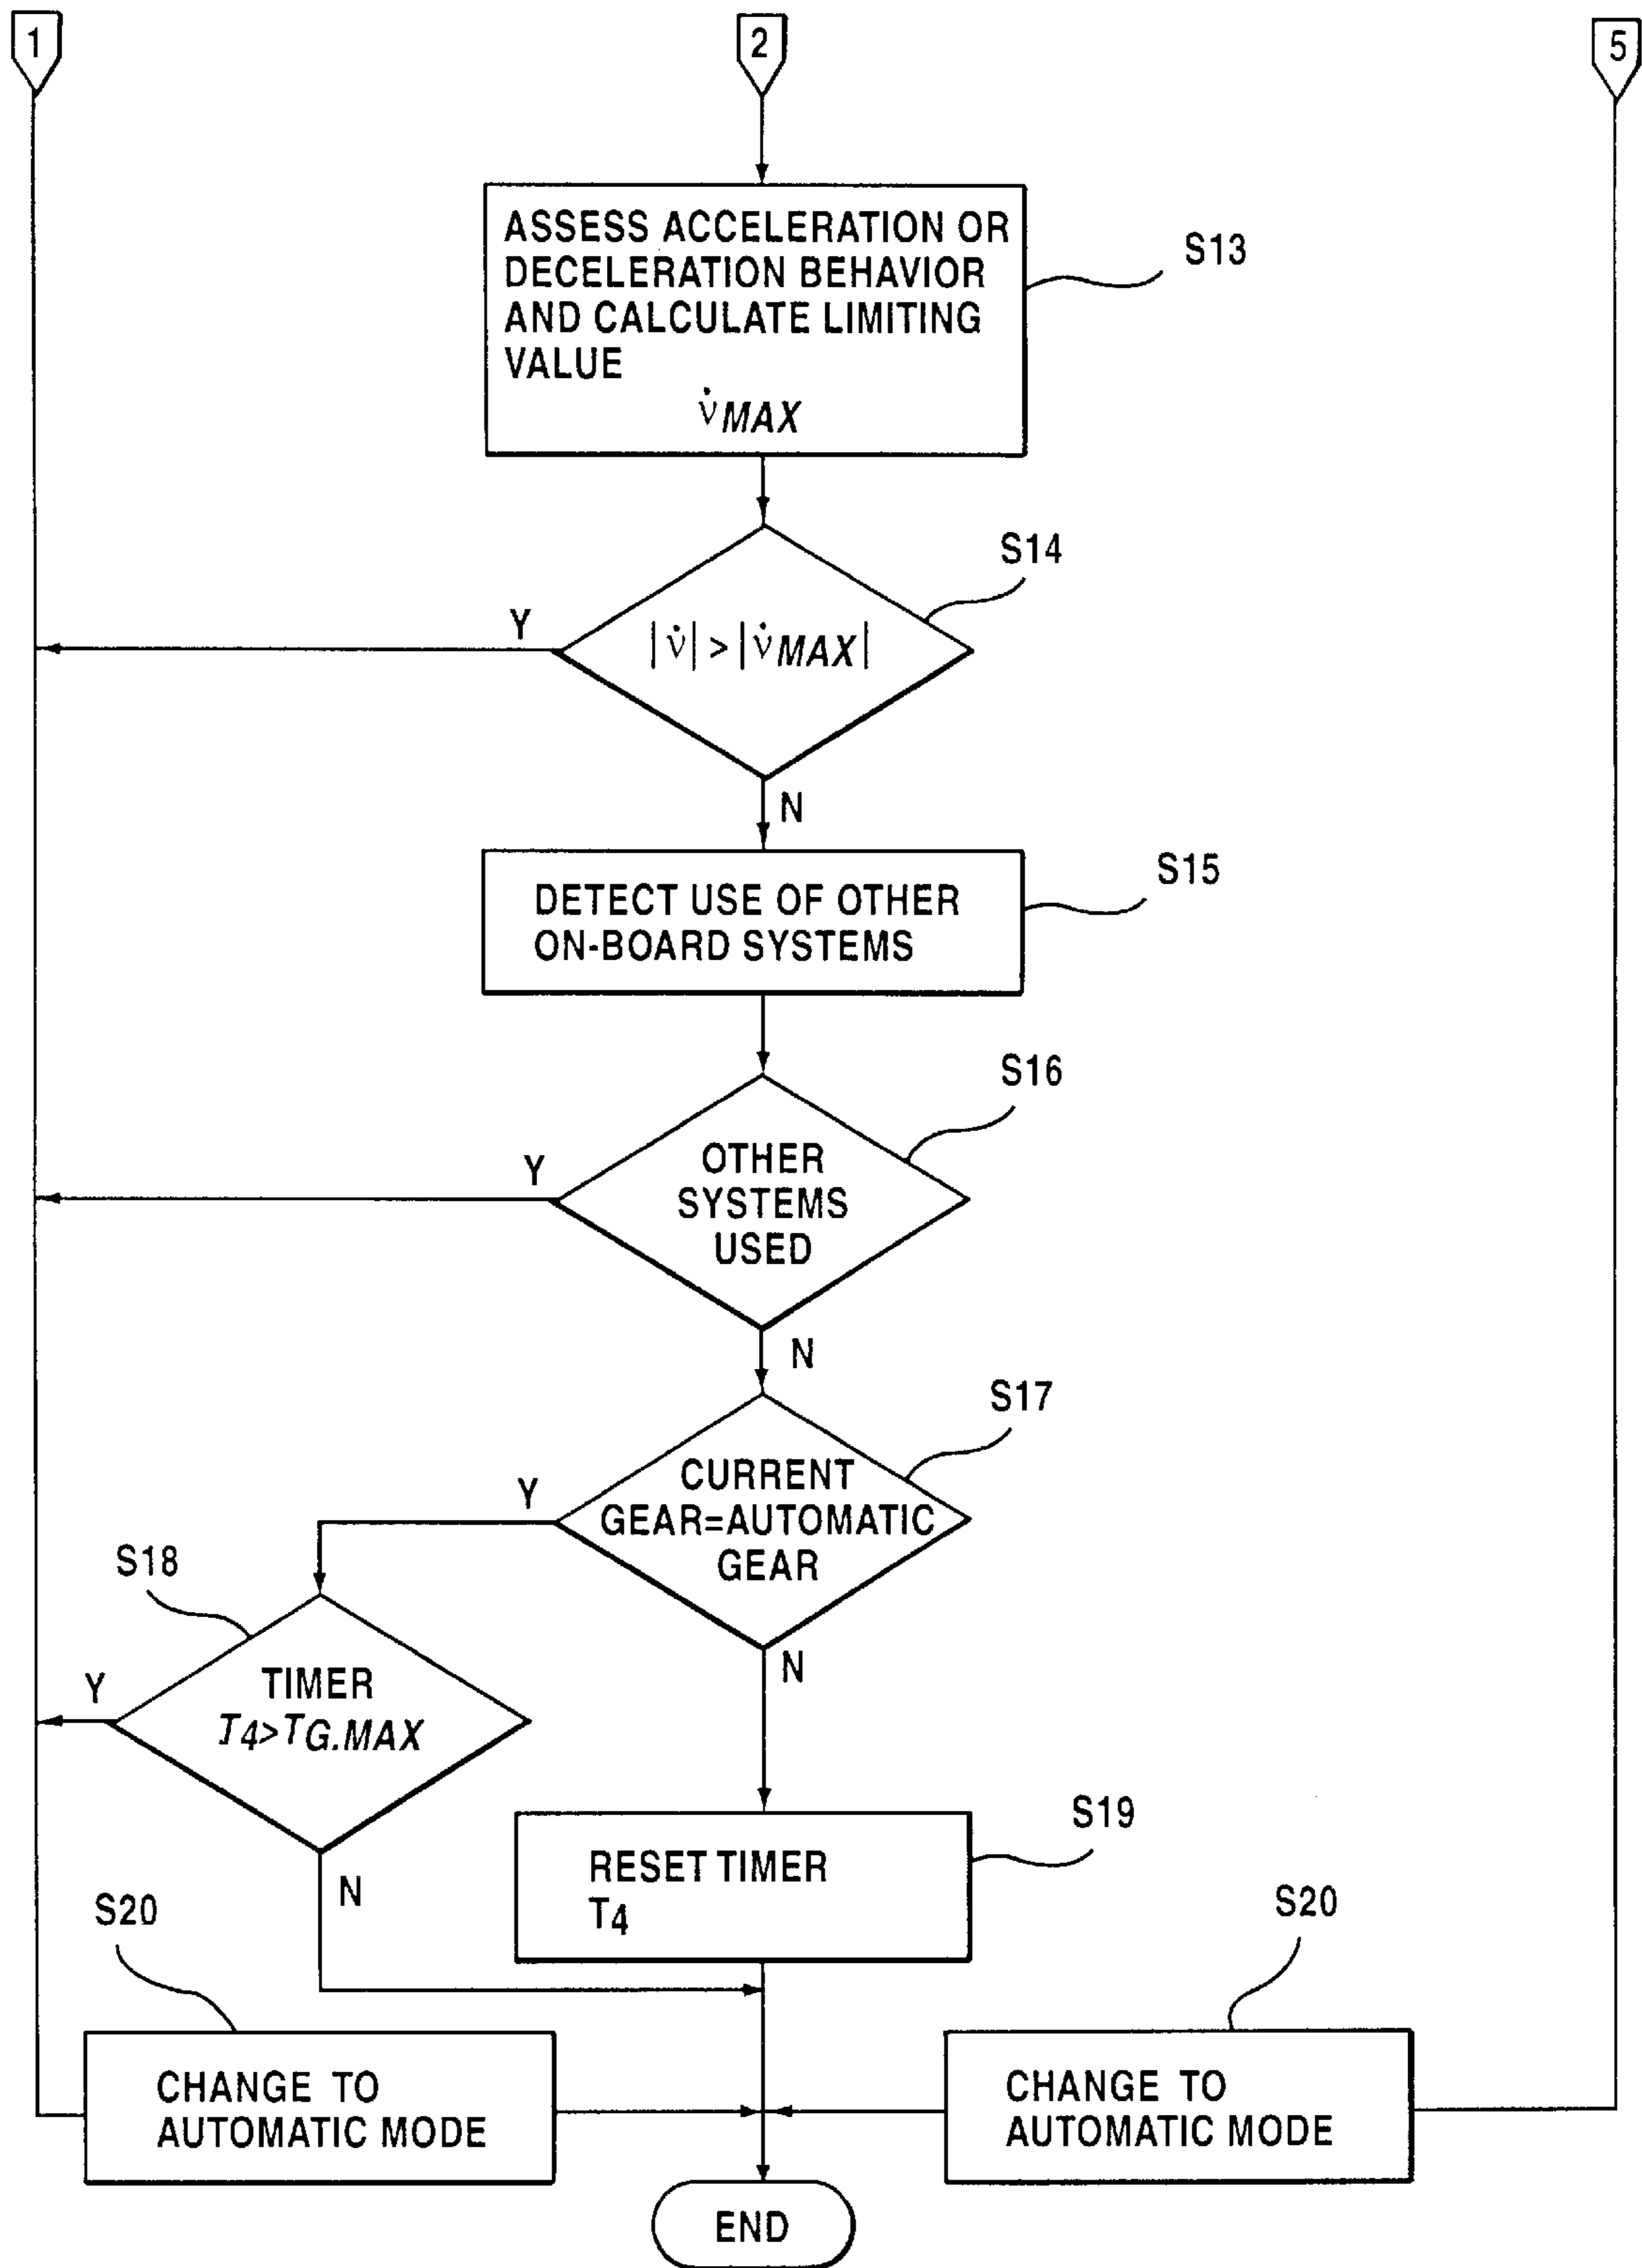 1
2
5
ASSESS ACCELERATION OR
DECELERATION BEHAVIOR
AND CALCULATE LIMITING
VALUE
v̇MAX
S13
S14
Y
|v̇|>|v̇MAX|
N
S15
DETECT USE OF OTHER
ON-BOARD SYSTEMS
S16
Y
OTHER
SYSTEMS
USED
N
S17
Y
CURRENT
GEAR=AUTOMATIC
GEAR
N
S18
Y
TIMER
T4>TG.MAX
N
S19
RESET TIMER
T4
S20
CHANGE TO
AUTOMATIC MODE
S20
CHANGE TO
AUTOMATIC MODE
END